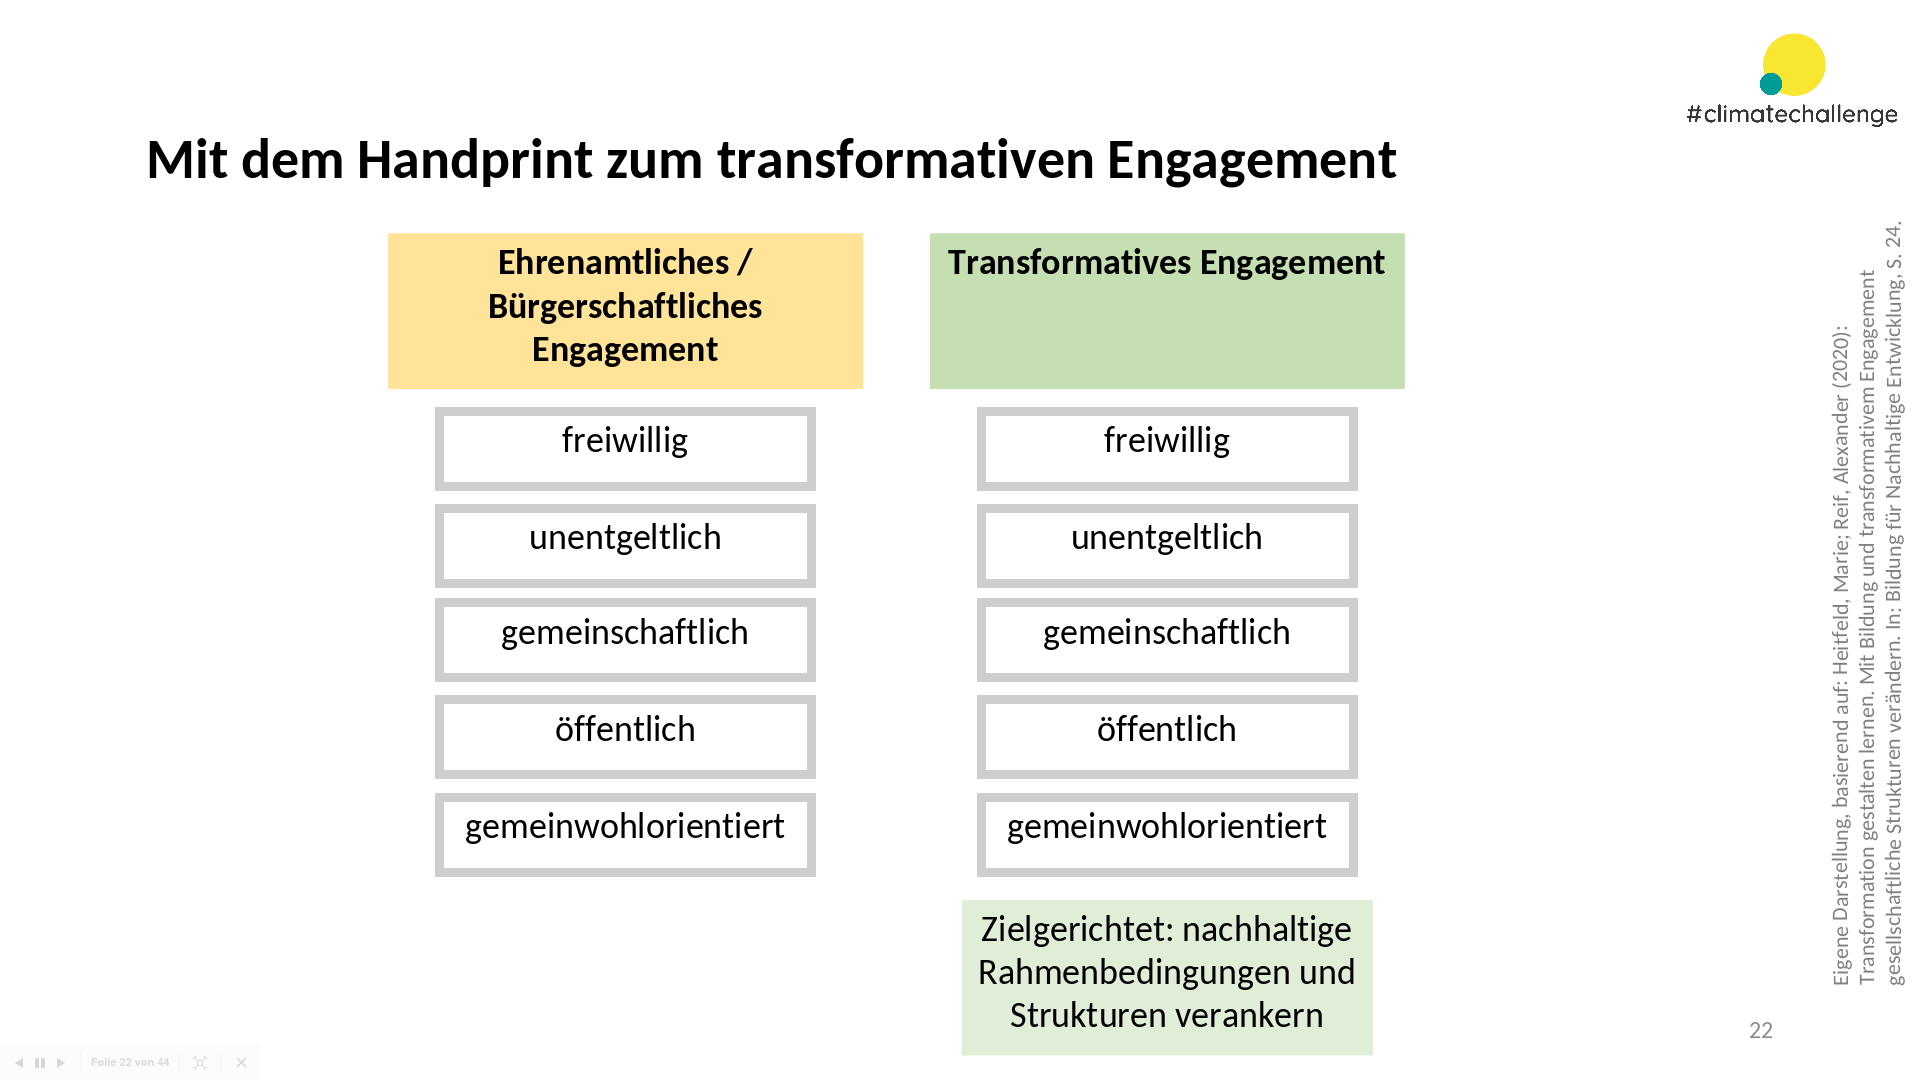 #climatechallenge
Mit dem Handprint zum transformativen Engagement
Ehrenamtliches /
Bürgerschaftliches
Engagement
freiwillig
unentgeltlich
gemeinschaftlich
öffentlich
gemeinwohlorientiert
Transformatives Engagement
freiwillig
unentgeltlich
gemeinschaftlich
öffentlich
gemeinwohlorientiert
Zielgerichtet: nachhaltige
Rahmenbedingungen und
Strukturen verankern
Eigene Darstellung, basierend auf: Heitfeld, Marie; Reif, Alexander (2020):
Transformation gestalten lernen. Mit Bildung und transformativem Engagement
gesellschaftliche Strukturen verändern. In: Bildung für Nachhaltige Entwicklung, S. 24.
22
Folie 22 von 44